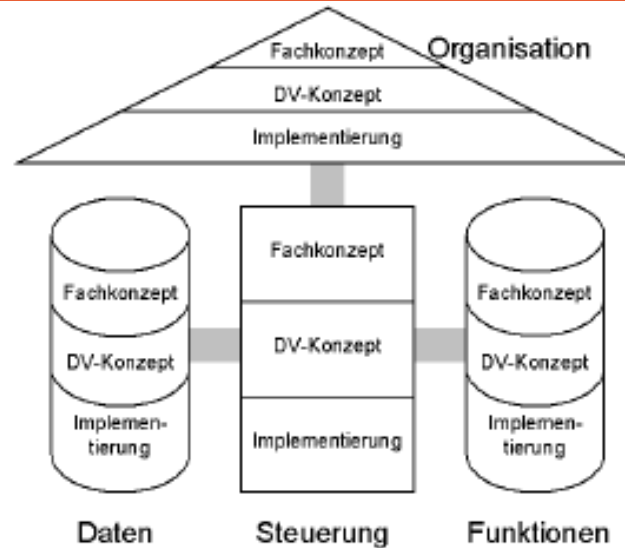 Fachkonzept
Organisation
DV-Konzept
Implementierung
Fachkonzept
DV-Konzept
Implemen-
tierung
Fachkonzept
DV-Konzept
Implementierung
Fachkonzept
DV-Konzept
Implemen-
tierung
Daten
Steuerung
Funktionen